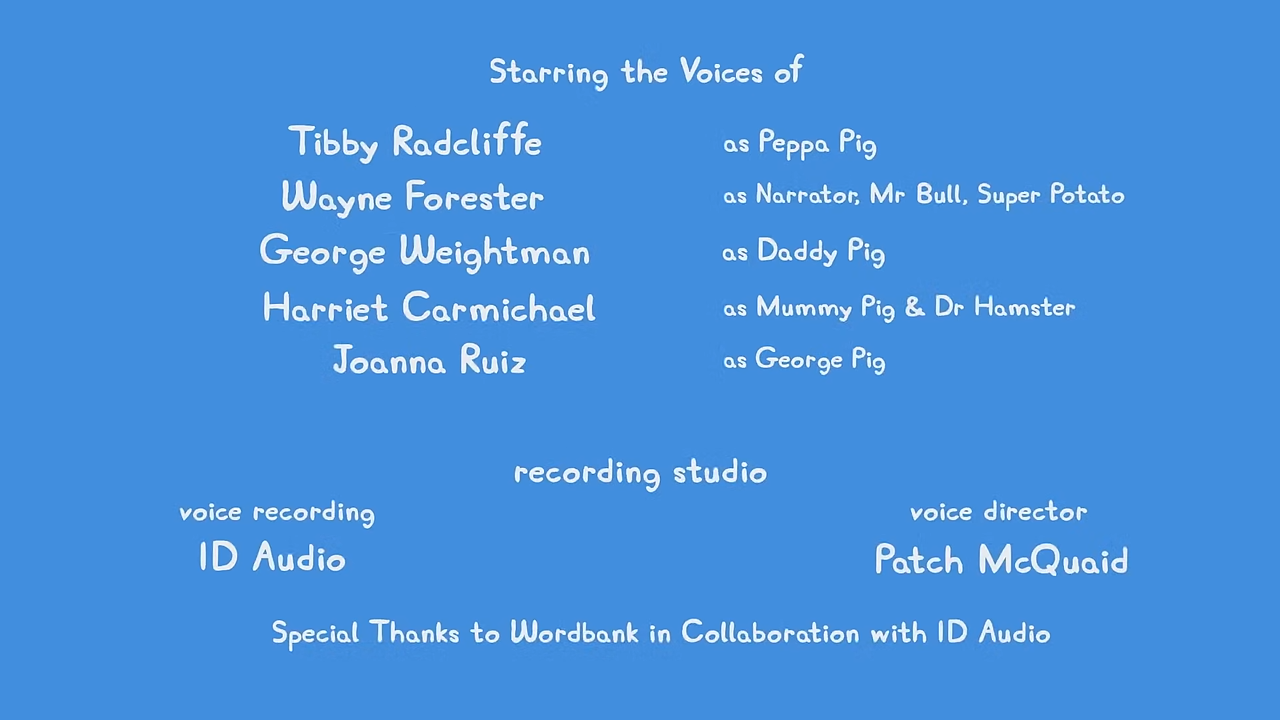 Starring the Voices of
Tibby Radcliffe as Peppa Pig
Wayne Forester as Narrator, Mr Bull, Super Potato
George Weightman as Daddy Pig
Harriet Carmichael as Mummy Pig & Dr Hamster
Joanna Ruiz as George Pig
recording studio
voice recording voice director
ID Audio Patch McQuaid
Special Thanks to Wordbank in Collaboration with ID Audio